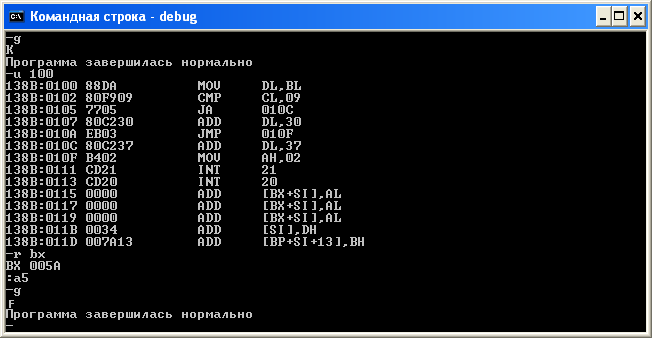 Командная строка - debug
-g
К
Программа завершилась нормально
-u 100
138B:0100 88DA MOV DL,BL
138B:0102 80F909 CMP CL,09
138B:0105 7705 JA 010C
138B:0107 80C230 ADD DL,30
138B:010A EB03 JMP 010F
138B:010C 80C237 ADD DL,37
138B:010F B402 MOV AH,02
138B:0111 CD21 INT 21
138B:0113 CD20 INT 20
138B:0115 0000 ADD [BX+SI],AL
138B:0117 0000 ADD [BX+SI],AL
138B:0119 0000 ADD [BX+SI],AL
138B:011B 0034 ADD [SI],DH
138B:011D 007A13 ADD [BP+SI+13],BH
-r bx
BX 005A
:a5
-g
╒
Программа завершилась нормально
-